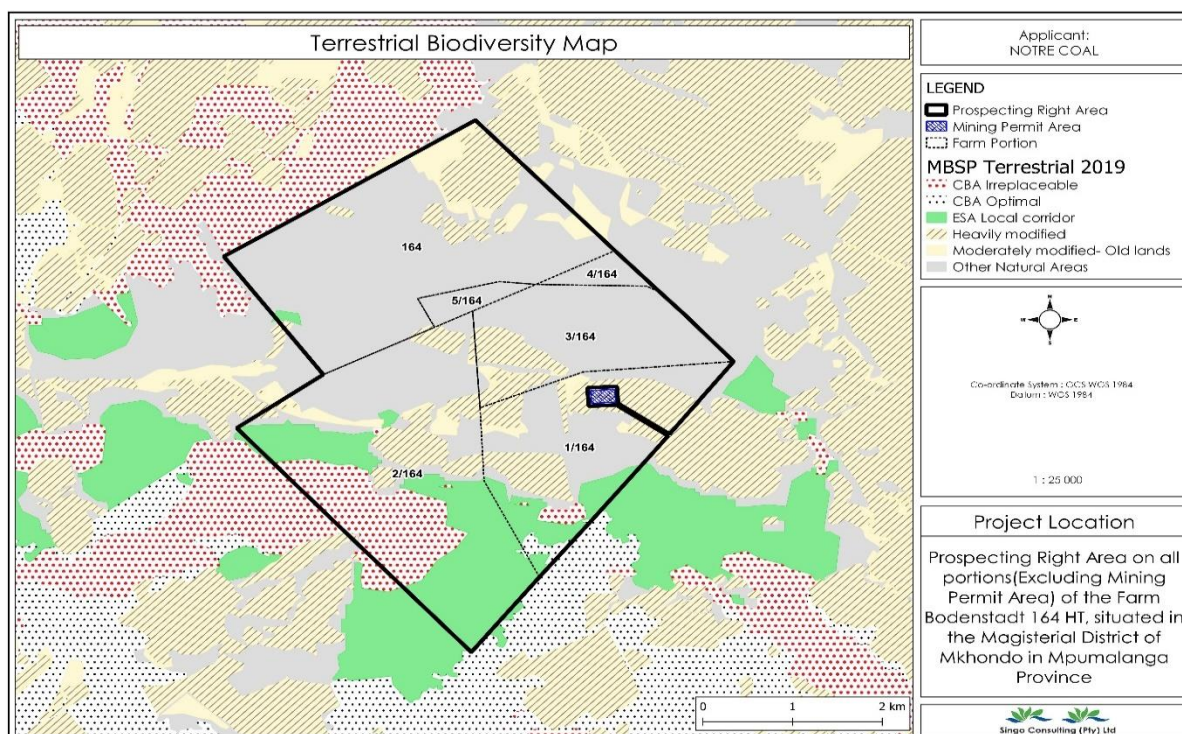 Terrestrial Biodiversity Map
164
4/164
5/164
3/164
1/164
2/164
0 1 2 km
Applicant:
NOTRE COAL
LEGEND
Prospecting Right Area
Mining Permit Area
Farm Portion
MBSP Terrestrial 2019
CBA Irreplaceable
CBA Optimal
ESA Local corridor
Heavily modified
Moderately modified- Old lands
Other Natural Areas
N
W E
S
Co-ordinate System : GCS WGS 1984
Datum : WGS 1984
1 : 25 000
Project Location
Prospecting Right Area on all
portions(Excluding Mining
Permit Area) of the Farm
Bodenstadt 164 HT, situated in
the Magisterial District of
Mkhondo in Mpumalanga
Province
Singo Consulting (Pty) Ltd